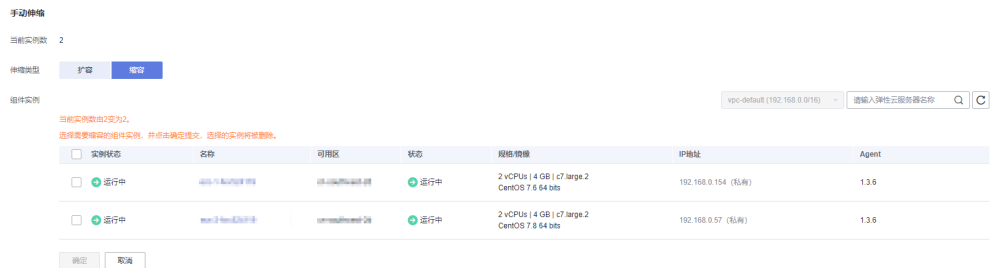 手动伸缩
当前实例数 2
伸缩类型 扩容 缩容
组件实例
vpc-default (192.168.0.0/16) 请输入弹性云服务器名称
当前实例数由2变为2。
选择需要缩容的组件实例，并点击确定提交，选择的实例将被删除。
实例状态 名称 可用区 状态 规格/镜像 IP地址 Agent
运行中 运行中 2 vCPUs | 4 GB | c7.large.2 192.168.0.154 (私有) 1.3.6
CentOS 7.6 64 bits
运行中 运行中 2 vCPUs | 4 GB | c7.large.2 192.168.0.57 (私有) 1.3.6
CentOS 7.8 64 bits
确定 取消